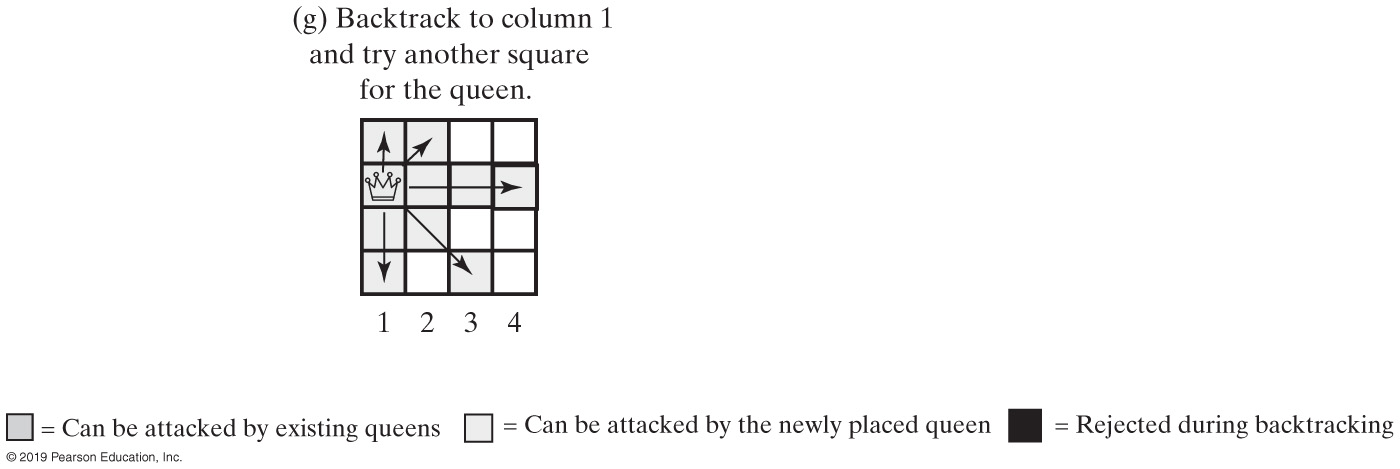 (g) Backtrack to column 1
and try another square
for the queen.
1 2 3 4
= Can be attacked by existing queens = Can be attacked by the newly placed queen = Rejected during backtracking
© 2019 Pearson Education, Inc.